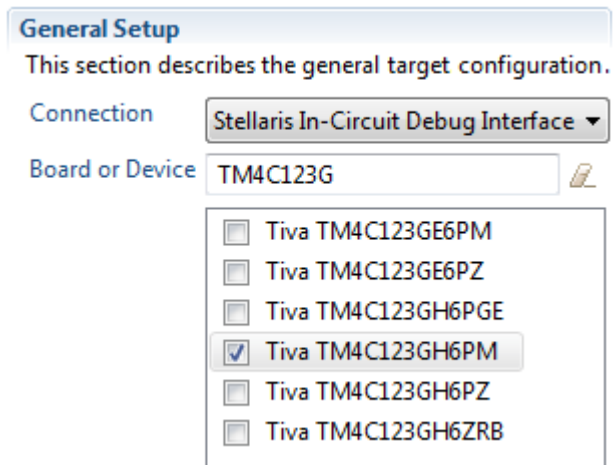 General Setup
This section describes the general target configuration.
Connection
Stellaris In-Circuit Debug Interface
Board or Device
TM4C123G
Tiva TM4C123GE6PM
Tiva TM4C123GE6PZ
Tiva TM4C123GH6PGE
Tiva TM4C123GH6PM
Tiva TM4C123GH6PZ
Tiva TM4C123GH6ZRB